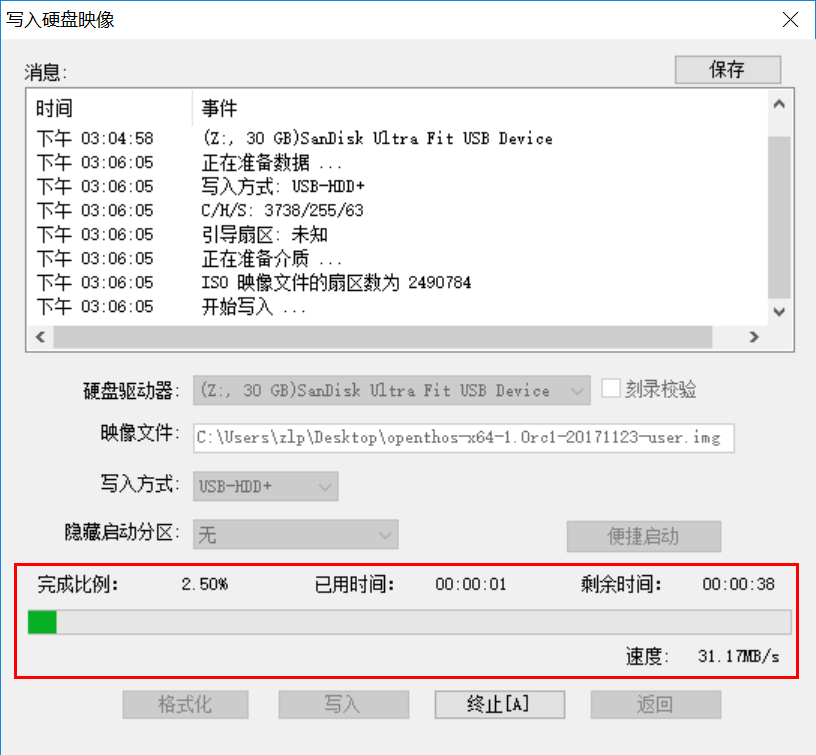 写入硬盘映像
消息:
保存
时间 事件
下午 03:04:58 (Z:, 30 GB)SanDisk Ultra Fit USB Device
下午 03:06:05 正在准备数据 ...
下午 03:06:05 写入方式: USB-HDD+
下午 03:06:05 C/H/S: 3738/255/63
下午 03:06:05 引导扇区: 未知
下午 03:06:05 正在准备介质 ...
下午 03:06:05 ISO 映像文件的扇区数为 2490784
下午 03:06:05 开始写入 ...
硬盘驱动器: (Z:, 30 GB)SanDisk Ultra Fit USB Device 刻录校验
映像文件: C:\Users\zlp\Desktop\openthos-x64-1.0rc1-20171123-user.img
写入方式: USB-HDD+
隐藏启动分区: 无 便捷启动
完成比例: 2.50% 已用时间: 00:00:01 剩余时间: 00:00:38
速度: 31.17MB/s
格式化 写入 终止[A] 返回